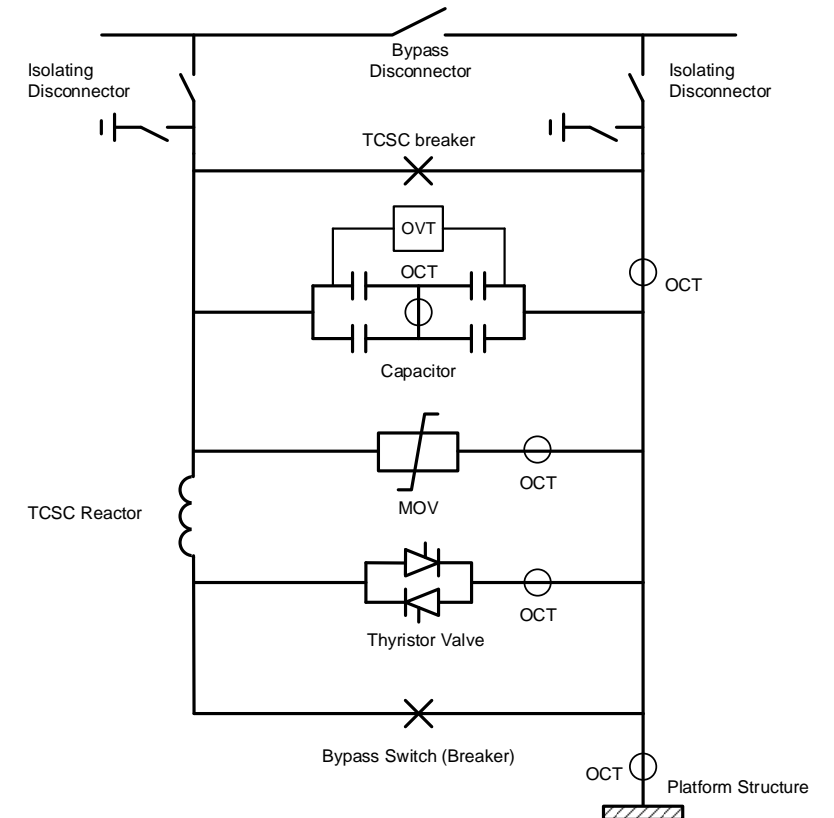 Bypass
Disconnector
Isolating
Disconnector
Isolating
Disconnector
TCSC breaker
OVT
OCT
OCT
Capacitor
OCT
MOV
TCSC Reactor
OCT
Thyristor Valve
Bypass Switch (Breaker)
OCT
Platform Structure